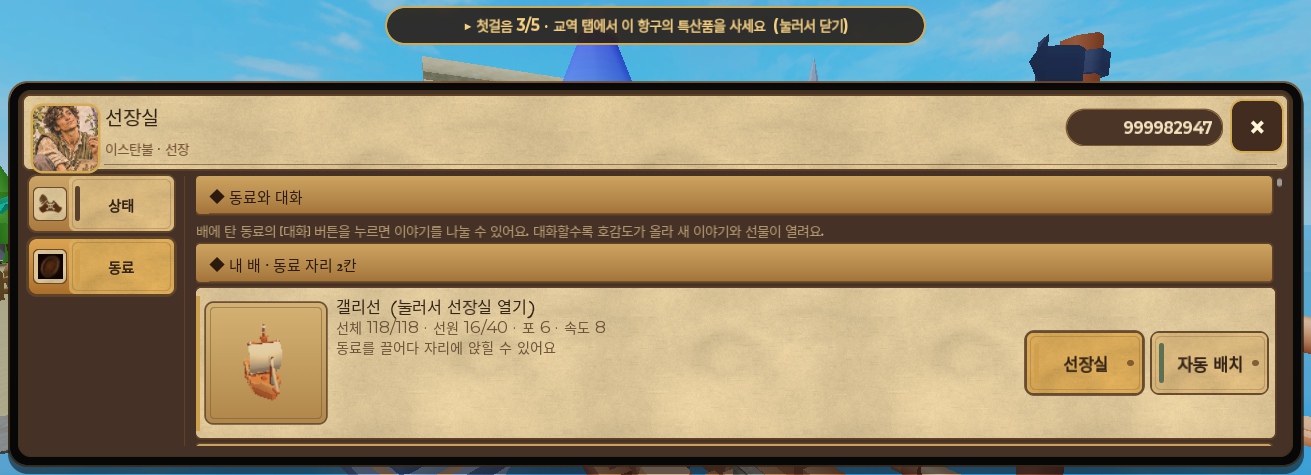 ▸ 첫걸음 3/5 · 교역 탭에서 이 항구의 특산품을 사세요 (눌러서 닫기)
선장실
이스탄불 · 선장
999982947
×
상태
동료
◆ 동료와 대화
배에 탄 동료의 [대화] 버튼을 누르면 이야기를 나눌 수 있어요. 대화할수록 호감도가 올라 새 이야기와 선물이 열려요.
◆ 내 배 · 동료 자리 2칸
갤리선 (눌러서 선장실 열기)
선체 118/118 · 선원 16/40 · 포 6 · 속도 8
동료를 끌어다 자리에 앉힐 수 있어요
선장실
자동 배치